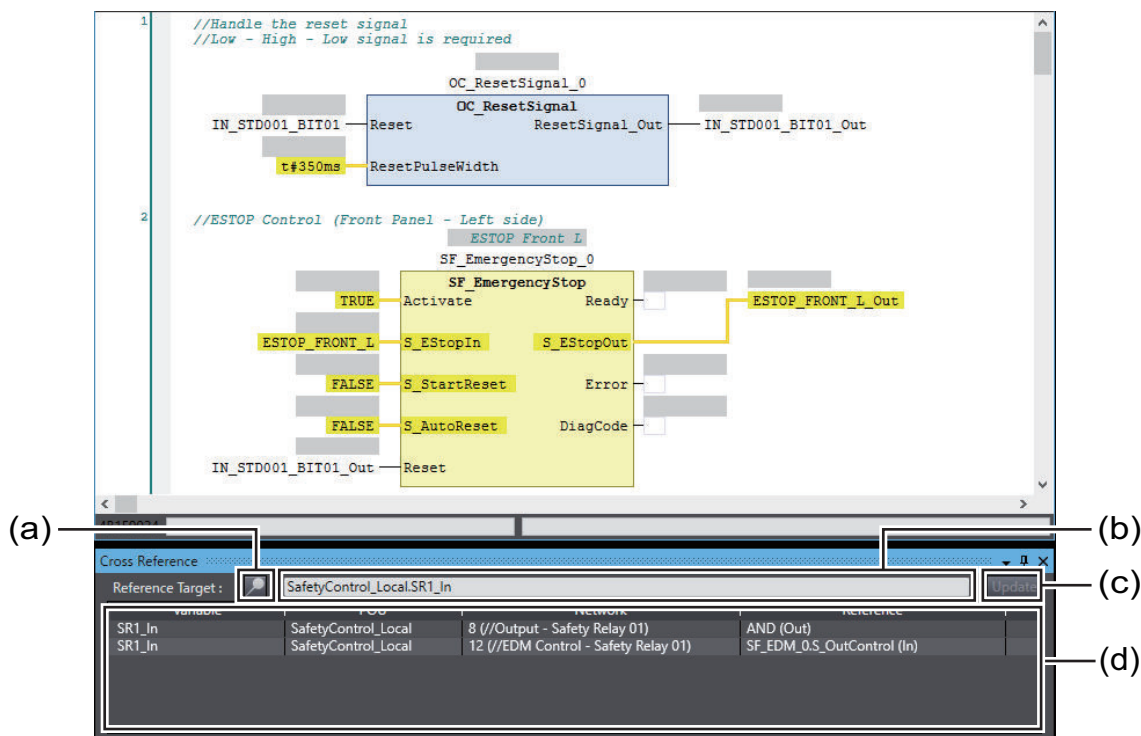 1 //Handle the reset signal
//Low - High - Low signal is required
OC_ResetSignal_0
OC_ResetSignal
IN_STD001_BIT01 Reset ResetSignal_Out IN_STD001_BIT01_Out
t#350ms ResetPulseWidth
2 //ESTOP Control (Front Panel - Left side)
ESTOP Front L
SF_EmergencyStop_0
SF_EmergencyStop
TRUE Activate Ready ESTOP_FRONT_L_Out
ESTOP_FRONT_L S_EStopIn S_EStopOut
FALSE S_StartReset Error
FALSE S_AutoReset DiagCode
IN_STD001_BIT01_Out Reset
(a) (b)
Cross Reference
Reference Target : SafetyControl_Local.SR1_In Update (c)
Variable POU Network Reference
SR1_In SafetyControl_Local 8 (//Output - Safety Relay 01) AND (Out)
SR1_In SafetyControl_Local 12 (//EDM Control - Safety Relay 01) SF_EDM_0.S_OutControl (In)
(d)